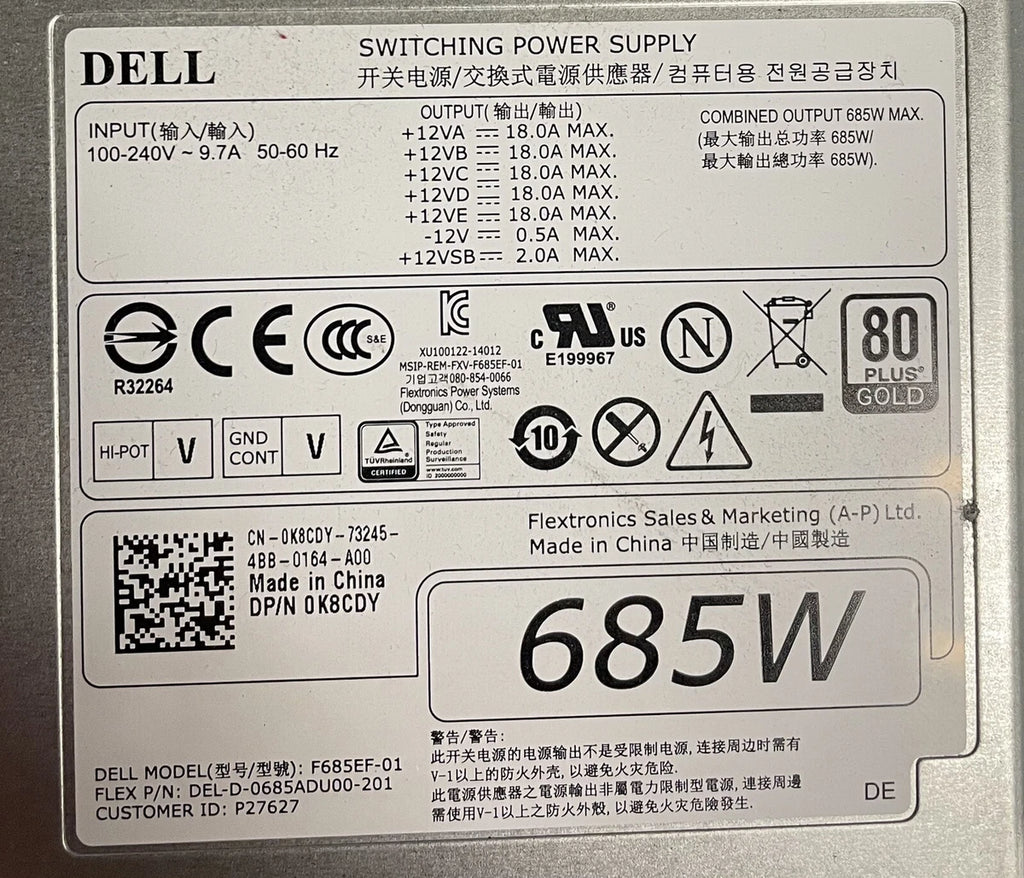 DELL
SWITCHING POWER SUPPLY
开关电源/交換式電源供應器/컴퓨터용 전원공급장치
INPUT(输入/輸入)
100-240V ~ 9.7A 50-60 Hz
OUTPUT(输出/輸出)
+12VA ⎓ 18.0A MAX.
+12VB ⎓ 18.0A MAX.
+12VC ⎓ 18.0A MAX.
+12VD ⎓ 18.0A MAX.
+12VE ⎓ 18.0A MAX.
-12V ⎓ 0.5A MAX.
+12VSB ⎓ 2.0A MAX.
COMBINED OUTPUT 685W MAX.
(最大输出总功率 685W/
最大輸出總功率 685W).
R32264
CE
CCC S&E
KC
XU100122-14012
MSIP-REM-FXV-F685EF-01
기업고객080-854-0066
Flextronics Power Systems
(Dongguan) Co., Ltd.
C RU® US
E199967
N
80
PLUS®
GOLD
HI-POT V
GND
CONT V
TÜVRheinland®
CERTIFIED
Type Approved
Safety
Regular
Production
Surveillance
www.tuv.com
ID 2000000000
10
CN-0K8CDY-73245-
4BB-0164-A00
Made in China
DP/N 0K8CDY
Flextronics Sales & Marketing (A-P) Ltd.
Made in China 中国制造/中國製造
685W
DELL MODEL(型号/型號): F685EF-01
FLEX P/N: DEL-D-0685ADU00-201
CUSTOMER ID: P27627
警告/警告:
此开关电源的电源输出不是受限制电源, 连接周边时需有
V-1以上的防火外壳, 以避免火灾危险.
此電源供應器之電源輸出非屬電力限制型電源, 連接周邊
需使用V-1以上之防火外殼, 以避免火災危險發生.
DE